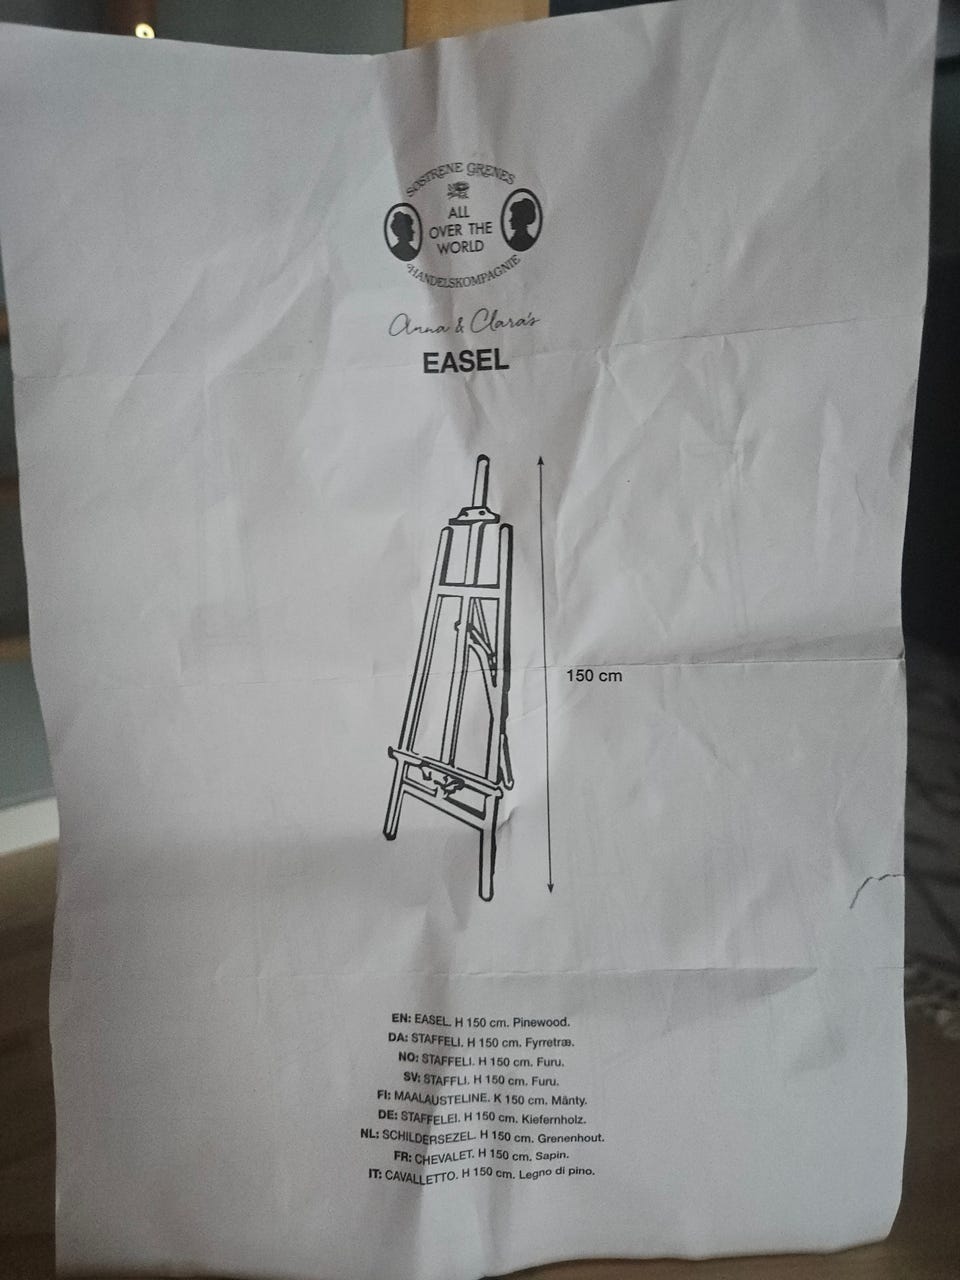 SØSTRENE GRENES
ALL
OVER THE
WORLD
HANDELSKOMPAGNIE
Anna & Clara's
EASEL
150 cm
EN: EASEL. H 150 cm. Pinewood.
DA: STAFFELI. H 150 cm. Fyrretræ.
NO: STAFFELI. H 150 cm. Furu.
SV: STAFFLI. H 150 cm. Furu.
FI: MAALAUSTELINE. K 150 cm. Mänty.
DE: STAFFELEI. H 150 cm. Kiefernholz.
NL: SCHILDERSEZEL. H 150 cm. Grenenhout.
FR: CHEVALET. H 150 cm. Sapin.
IT: CAVALLETTO. H 150 cm. Legno di pino.